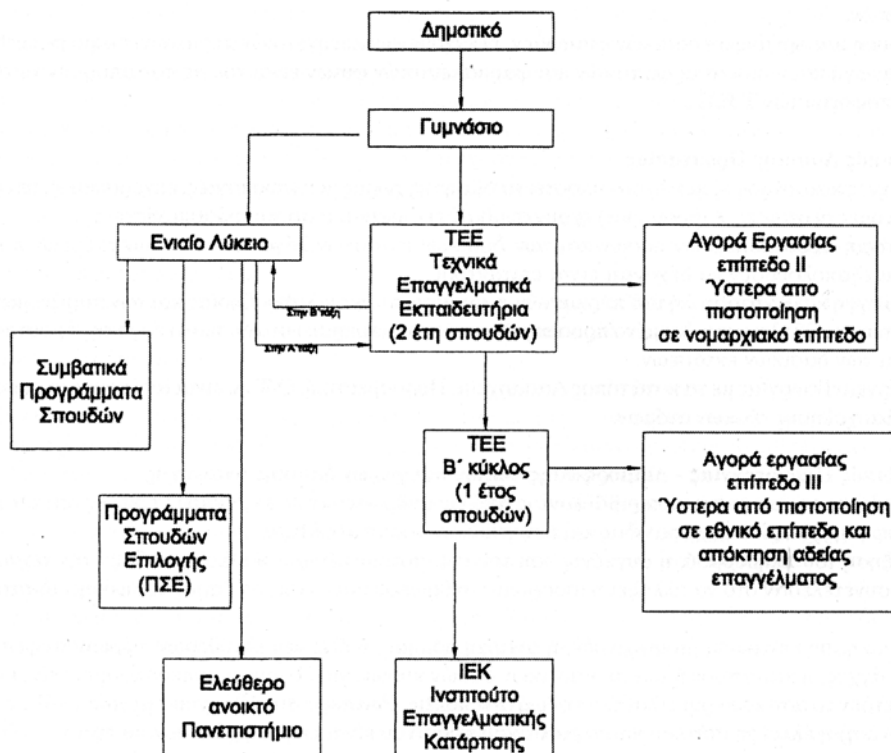 Δημοτικό
Γυμνάσιο
Ενιαίο Λύκειο
ΤΕΕ
Τεχνικά
Επαγγελματικά
Εκπαιδευτήρια
(2 έτη σπουδών)
Αγορά Εργασίας
επίπεδο ΙΙ
Ύστερα από
πιστοποίηση
σε νομαρχιακό επίπεδο
Στην Β΄τάξη
Στην Α΄τάξη
Συμβατικά
Προγράμματα
Σπουδών
ΤΕΕ
Β΄ κύκλος
(1 έτος
σπουδών)
Αγορά εργασίας
επίπεδο ΙΙΙ
Ύστερα από πιστοποίηση
σε εθνικό επίπεδο και
απόκτηση αδείας
επαγγέλματος
Προγράμματα
Σπουδών
Επιλογής
(ΠΣΕ)
Ελεύθερο
ανοικτό
Πανεπιστήμιο
ΙΕΚ
Ινστιτούτο
Επαγγελματικής
Κατάρτισης